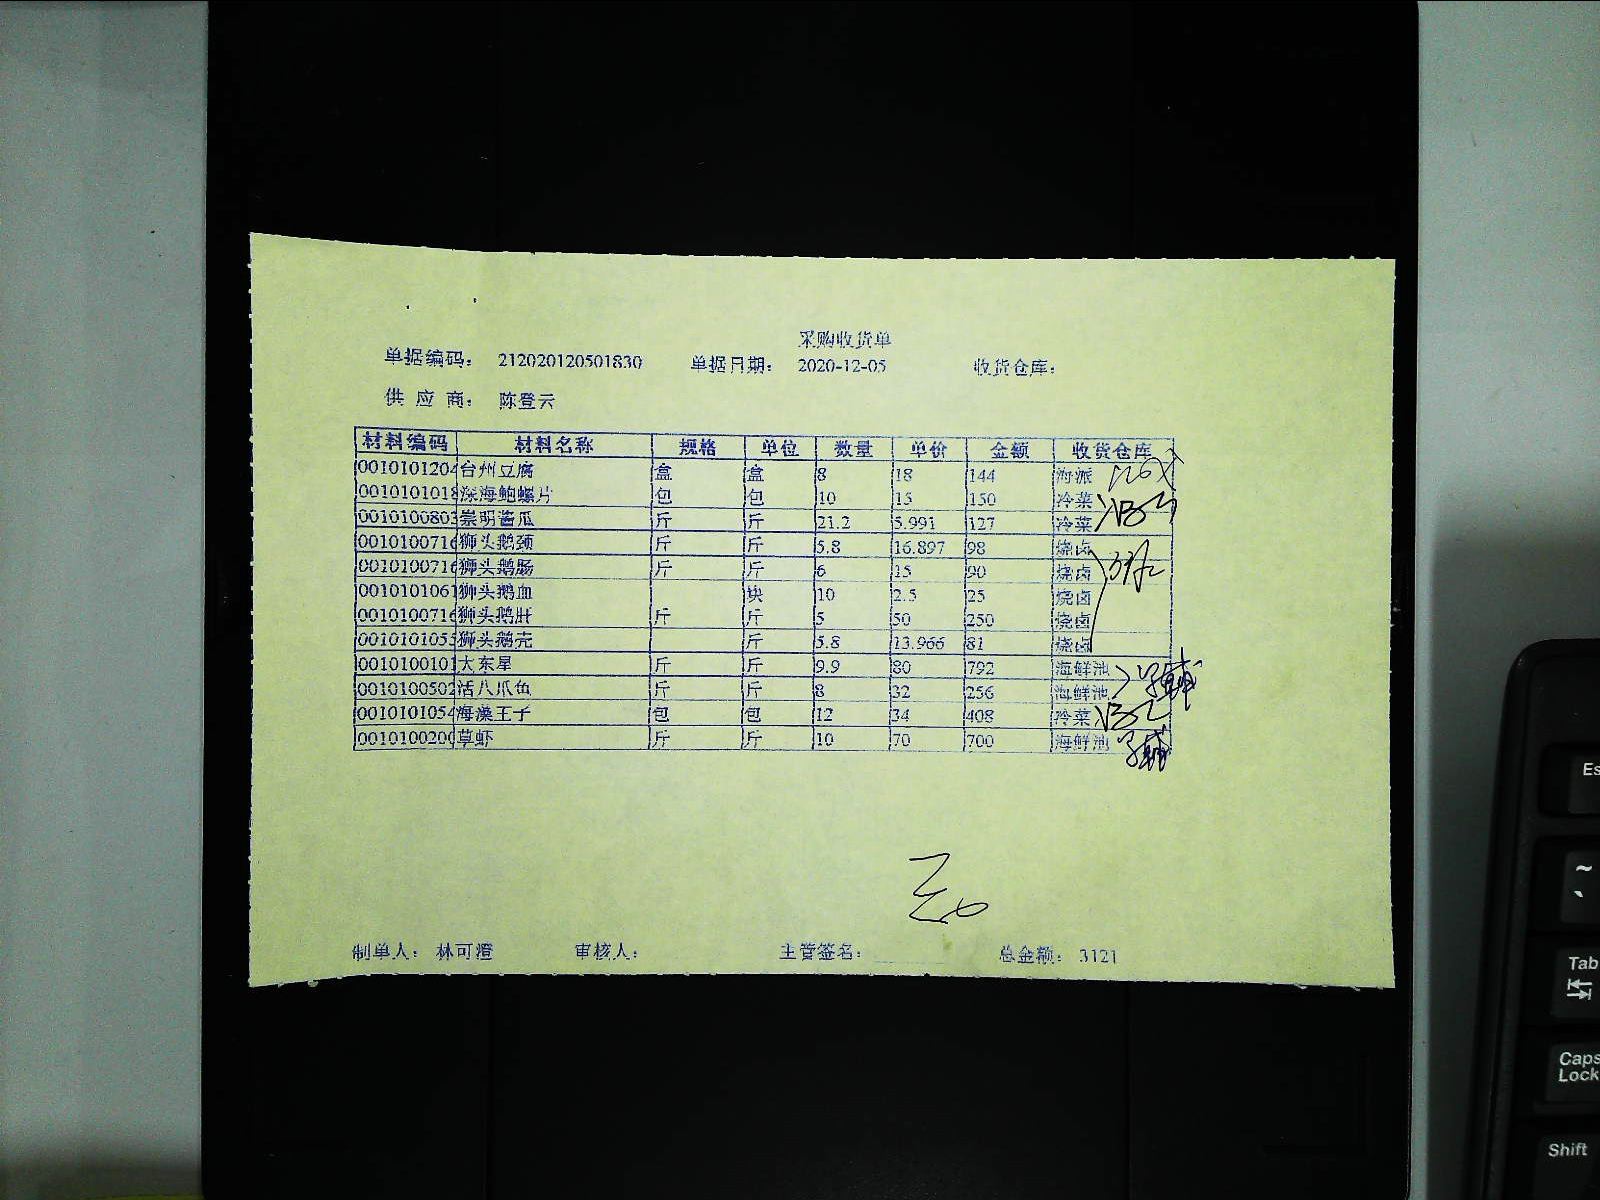 采购收货单
单据编码： 212020120501830 单据日期： 2020-12-05 收货仓库：
供 应 商： 陈登云
材料编码 材料名称 规格 单位 数量 单价 金额 收货仓库
0010101204 台州豆腐 盒 盒 8 18 144 海派
0010101018 深海鲍螺片 包 包 10 15 150 冷菜
0010100803 崇明酱瓜 斤 斤 21.2 5.991 127 冷菜
0010100716 狮头鹅颈 斤 斤 5.8 16.897 98 烧卤
0010100716 狮头鹅肠 斤 斤 6 15 90 烧卤
0010101061 狮头鹅血 块 10 2.5 25 烧卤
0010100716 狮头鹅肝 斤 斤 5 50 250 烧卤
0010101055 狮头鹅壳 斤 5.8 13.966 81 烧卤
0010100101 大东星 斤 斤 9.9 80 792 海鲜池
0010100502 活八爪鱼 斤 斤 8 32 256 海鲜池
0010101054 海藻王子 包 包 12 34 408 冷菜
0010100200 草虾 斤 斤 10 70 700 海鲜池
制单人： 林可澄 审核人： 主管签名： 总金额： 3121
Es
~
Tab
Caps
Lock
Shift